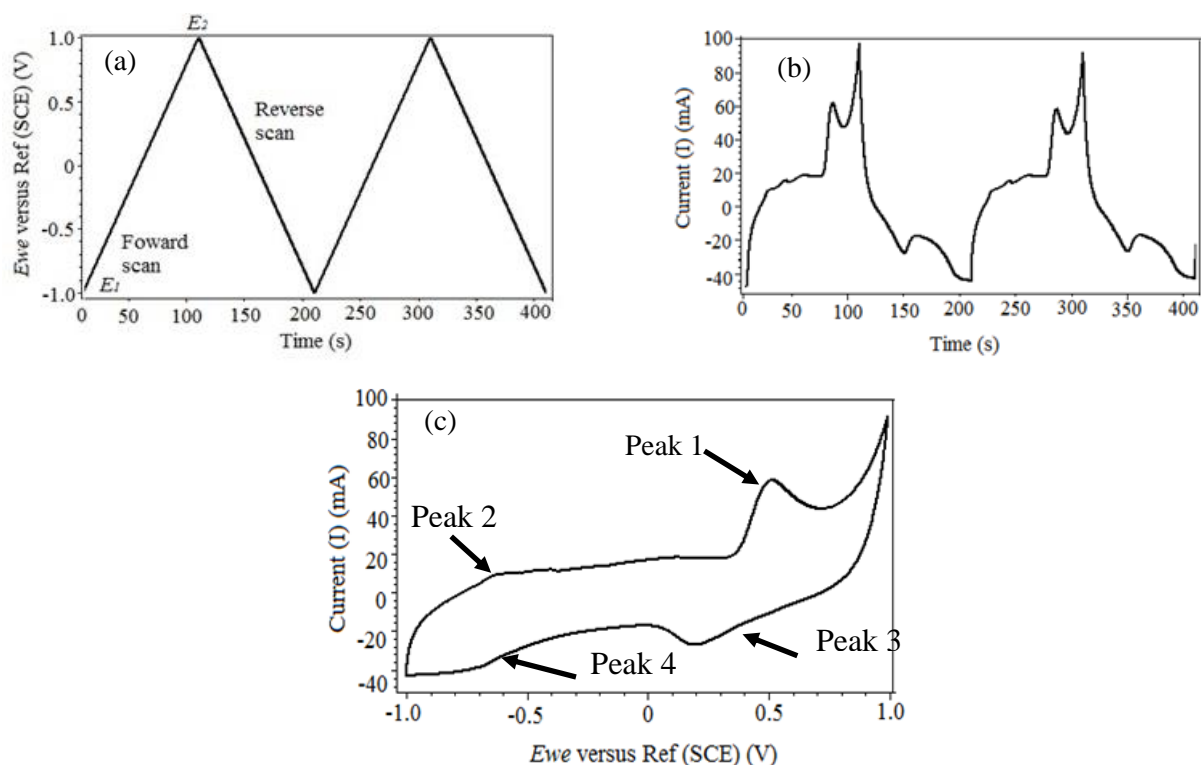 (a)
E2
Ewe versus Ref (SCE) (V)
1.0
0.5
0
-0.5
-1.0
Reverse
scan
Foward
scan
E1
0 50 100 150 200 250 300 350 400
Time (s)
(b)
Current (I) (mA)
100
80
60
40
20
0
-20
-40
0 50 100 150 200 250 300 350 400
Time (s)
(c)
Current (I) (mA)
100
80
60
40
20
0
-20
-40
Peak 1
Peak 2
Peak 3
Peak 4
-1.0 -0.5 0 0.5 1.0
Ewe versus Ref (SCE) (V)